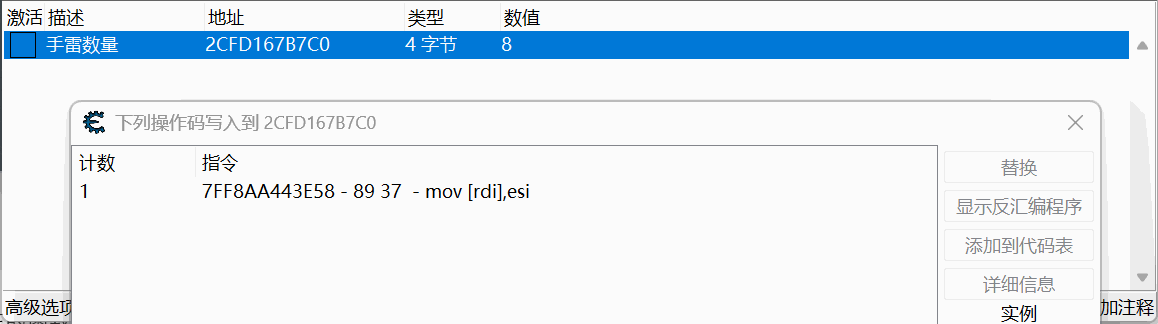 激活 描述 地址 类型 数值
手雷数量 2CFD167B7C0 4 字节 8
下列操作码写入到 2CFD167B7C0
计数 指令
1 7FF8AA443E58 - 89 37 - mov [rdi],esi
替换
显示反汇编程序
添加到代码表
详细信息
实例
高级选项 加注释